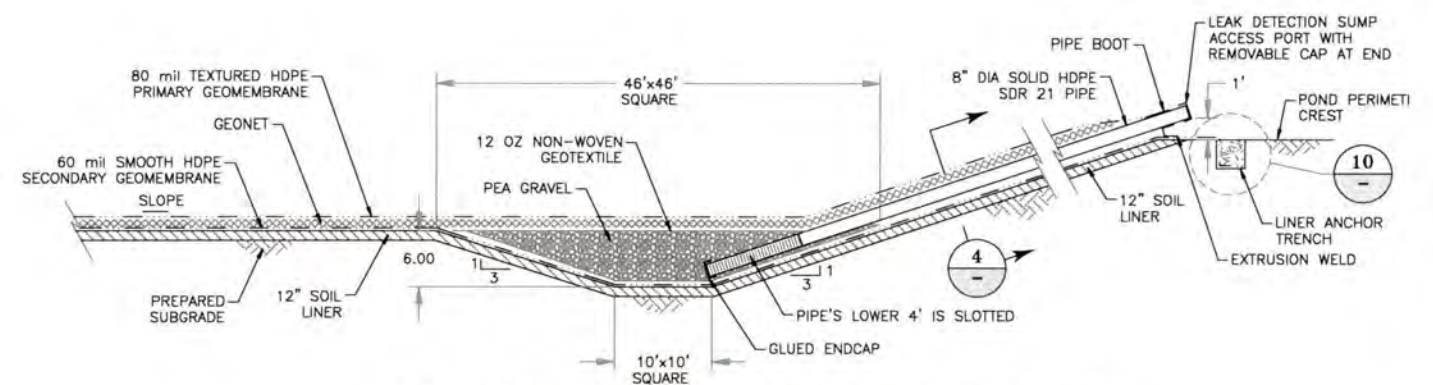 80 mil TEXTURED HDPE
PRIMARY GEOMEMBRANE
GEONET
60 mil SMOOTH HDPE
SECONDARY GEOMEMBRANE
SLOPE
PREPARED
SUBGRADE
12" SOIL
LINER
6.00
1
3
46'x46'
SQUARE
12 OZ NON-WOVEN
GEOTEXTILE
PEA GRAVEL
10'x10'
SQUARE
GLUED ENDCAP
PIPE'S LOWER 4' IS SLOTTED
1
3
8" DIA SOLID HDPE
SDR 21 PIPE
PIPE BOOT
LEAK DETECTION SUMP
ACCESS PORT WITH
REMOVABLE CAP AT END
1'
POND PERIMETI
CREST
10
-
12" SOIL
LINER
LINER ANCHOR
TRENCH
EXTRUSION WELD
4
-